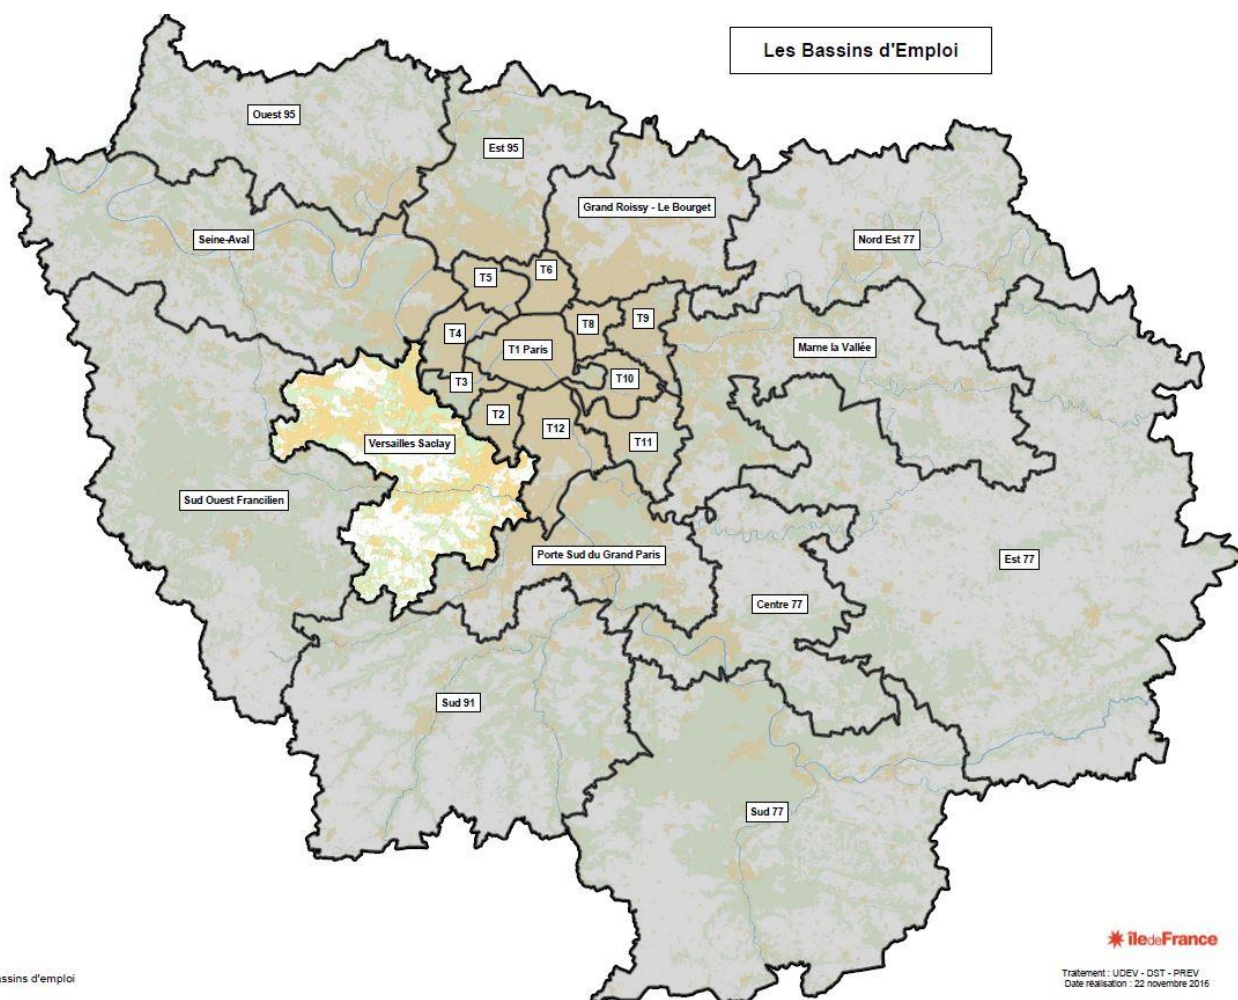 Les Bassins d'Emploi
Ouest 95
Est 95
Grand Roissy - Le Bourget
Seine-Aval
Nord Est 77
T5
T6
T4
T8
T9
T1 Paris
Marne la Vallée
T3
T10
T2
T12
T11
Versailles Saclay
Sud Ouest Francilien
Porte Sud du Grand Paris
Est 77
Centre 77
Sud 91
Sud 77
îledeFrance
Traitement : UDEV - DST - PREV
Date réalisation : 22 novembre 2016
d'emploi